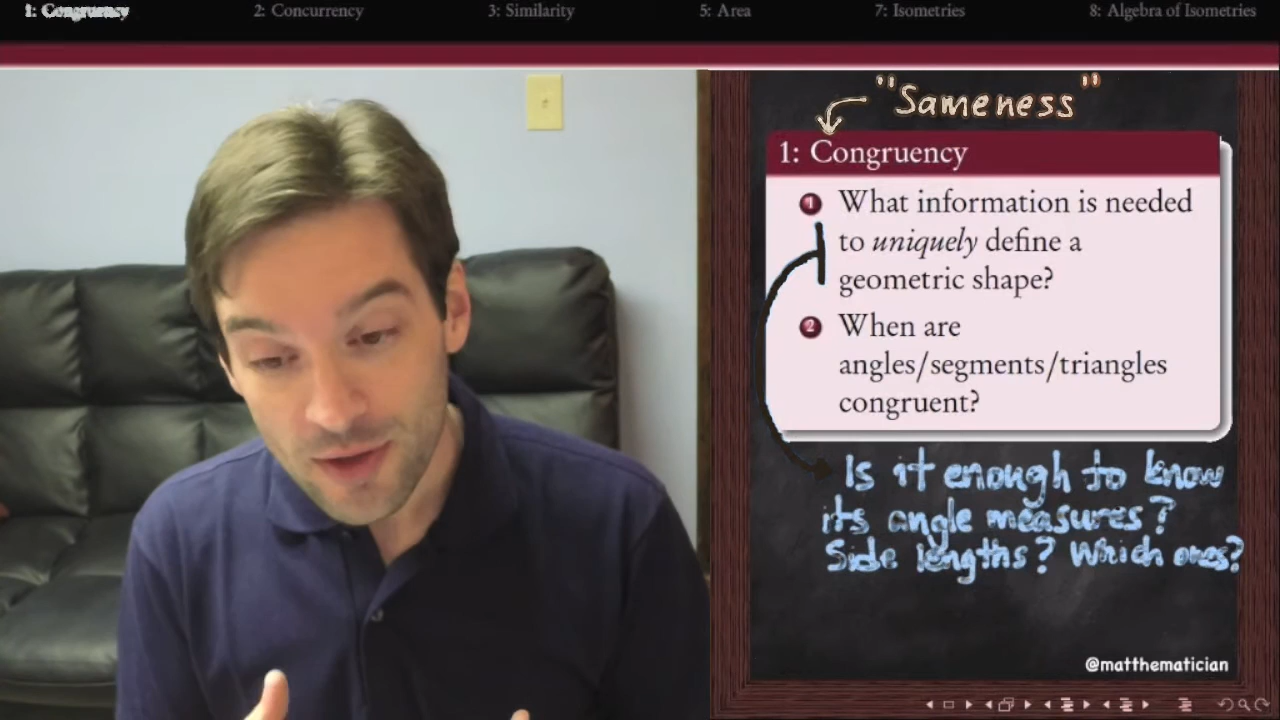 1: Congruency
2: Concurrency
3: Similarity
5: Area
7: Isometries
8: Algebra of Isometries
"Sameness"
1: Congruency
1 What information is needed
to uniquely define a
geometric shape?
2 When are
angles/segments/triangles
congruent?
Is it enough to know
its angle measures?
Side lengths? Which ones?
@matthematician